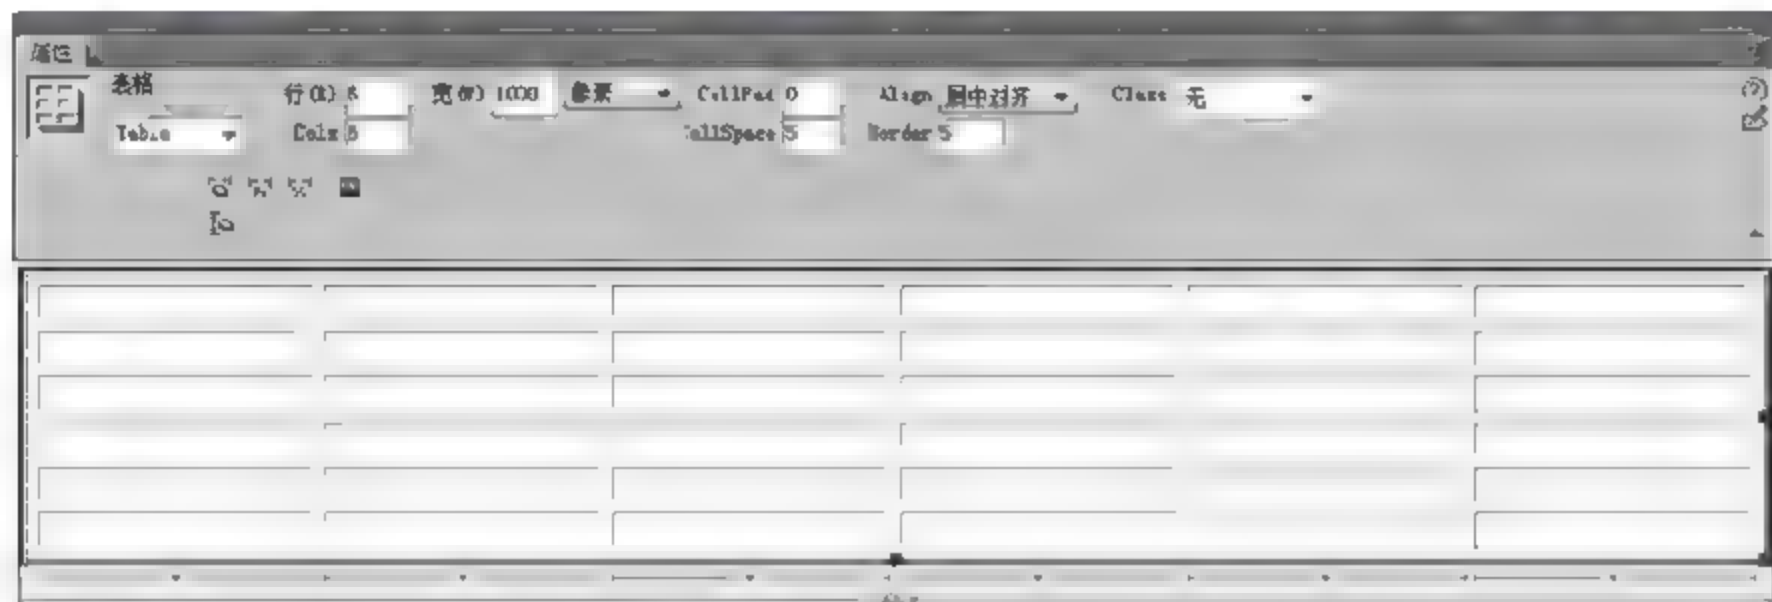 属性
表格 行(R) 6 宽(W) 1000 像素 CellPad 0 Align 居中对齐 Class 无
Table Cols 6 CellSpace 5 Border 5